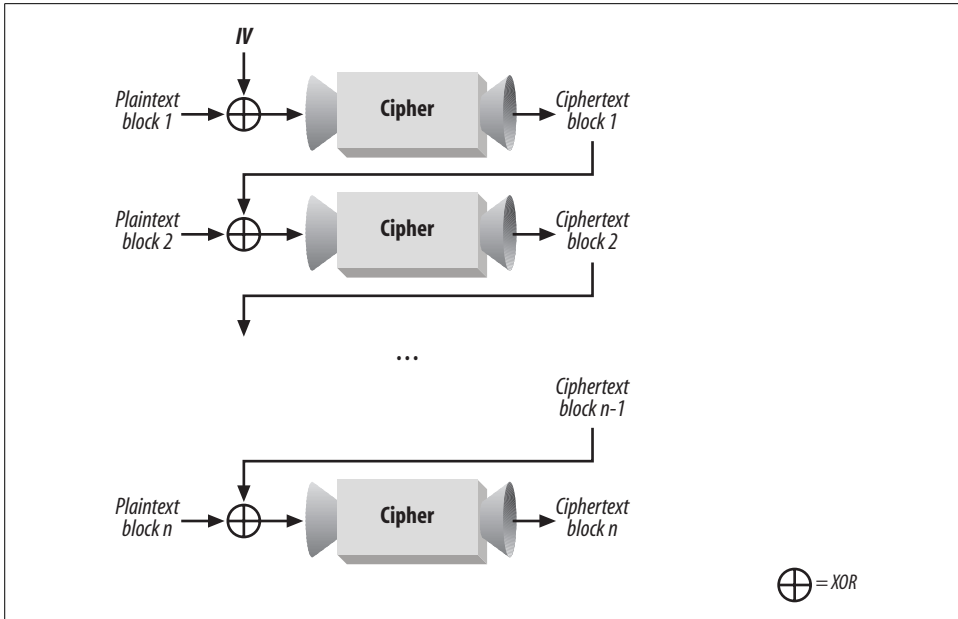 IV
Plaintext
block 1
Cipher
Ciphertext
block 1
Plaintext
block 2
Cipher
Ciphertext
block 2
...
Ciphertext
block n-1
Plaintext
block n
Cipher
Ciphertext
block n
= XOR